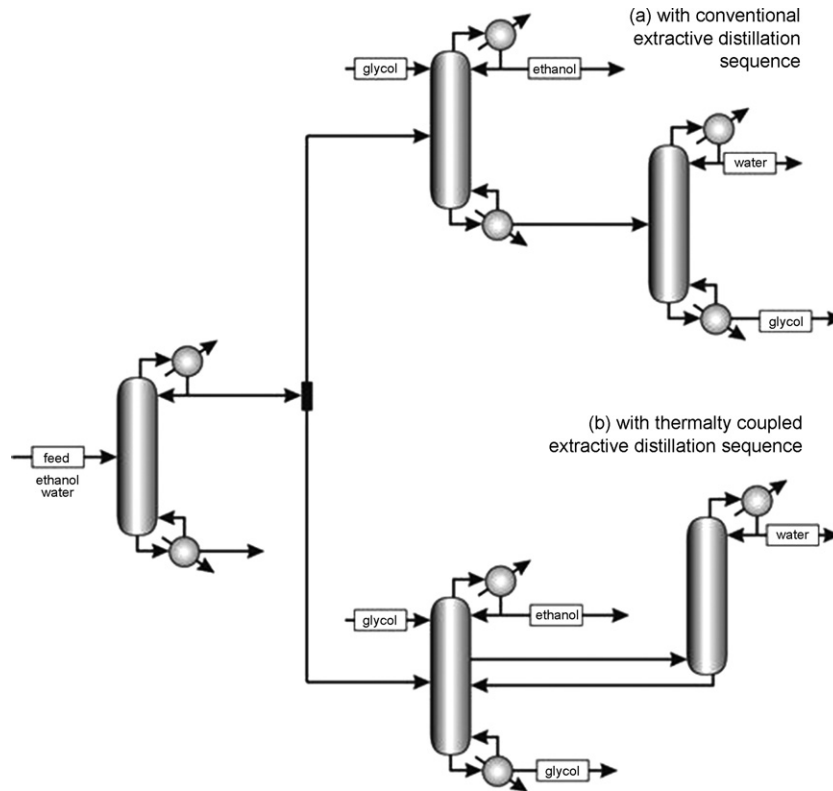 (a) with conventional
extractive distillation
sequence
glycol
ethanol
water
glycol
feed
ethanol
water
(b) with thermalty coupled
extractive distillation sequence
water
glycol
ethanol
glycol